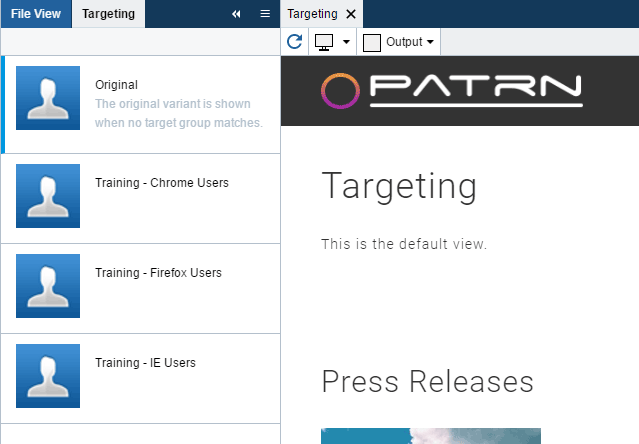 File View Targeting
Targeting
Output
Original
The original variant is shown
when no target group matches.
Training - Chrome Users
Training - Firefox Users
Training - IE Users
PATRN
Targeting
This is the default view.
Press Releases